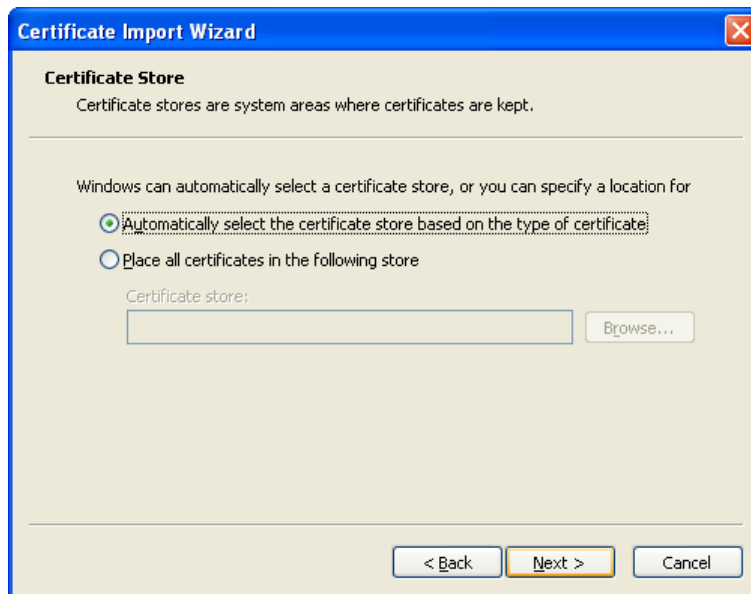 Certificate Import Wizard
Certificate Store
Certificate stores are system areas where certificates are kept.
Windows can automatically select a certificate store, or you can specify a location for
Automatically select the certificate store based on the type of certificate
Place all certificates in the following store
Certificate store:
Browse...
< Back Next > Cancel